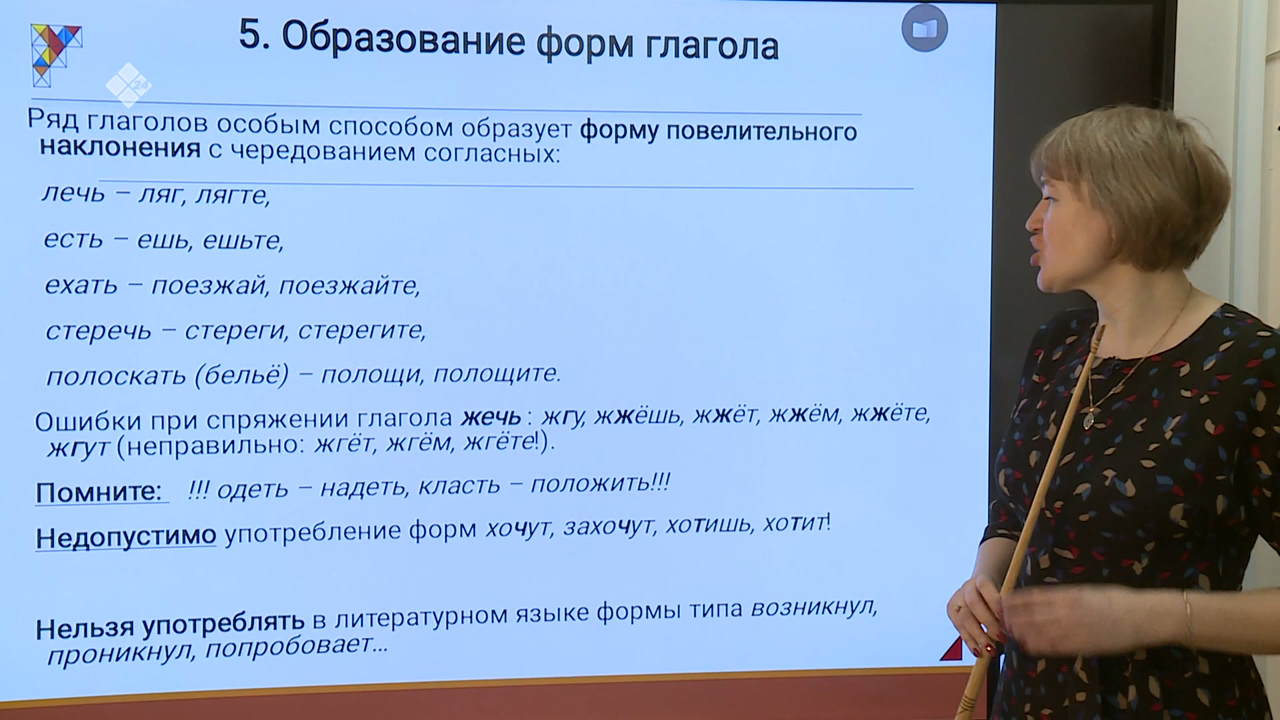 5. Образование форм глагола
24
Ряд глаголов особым способом образует форму повелительного
наклонения с чередованием согласных:
лечь – ляг, лягте,
есть – ешь, ешьте,
ехать – поезжай, поезжайте,
стеречь – стереги, стерегите,
полоскать (бельё) – полощи, полощите.
Ошибки при спряжении глагола жечь : жгу, жжёшь, жжёт, жжём, жжёте,
жгут (неправильно: жгёт, жгём, жгёте!).
Помните: !!! одеть – надеть, класть – положить!!!
Недопустимо употребление форм хочут, захочут, хотишь, хотит!
Нельзя употреблять в литературном языке формы типа возникнул,
проникнул, попробовает...